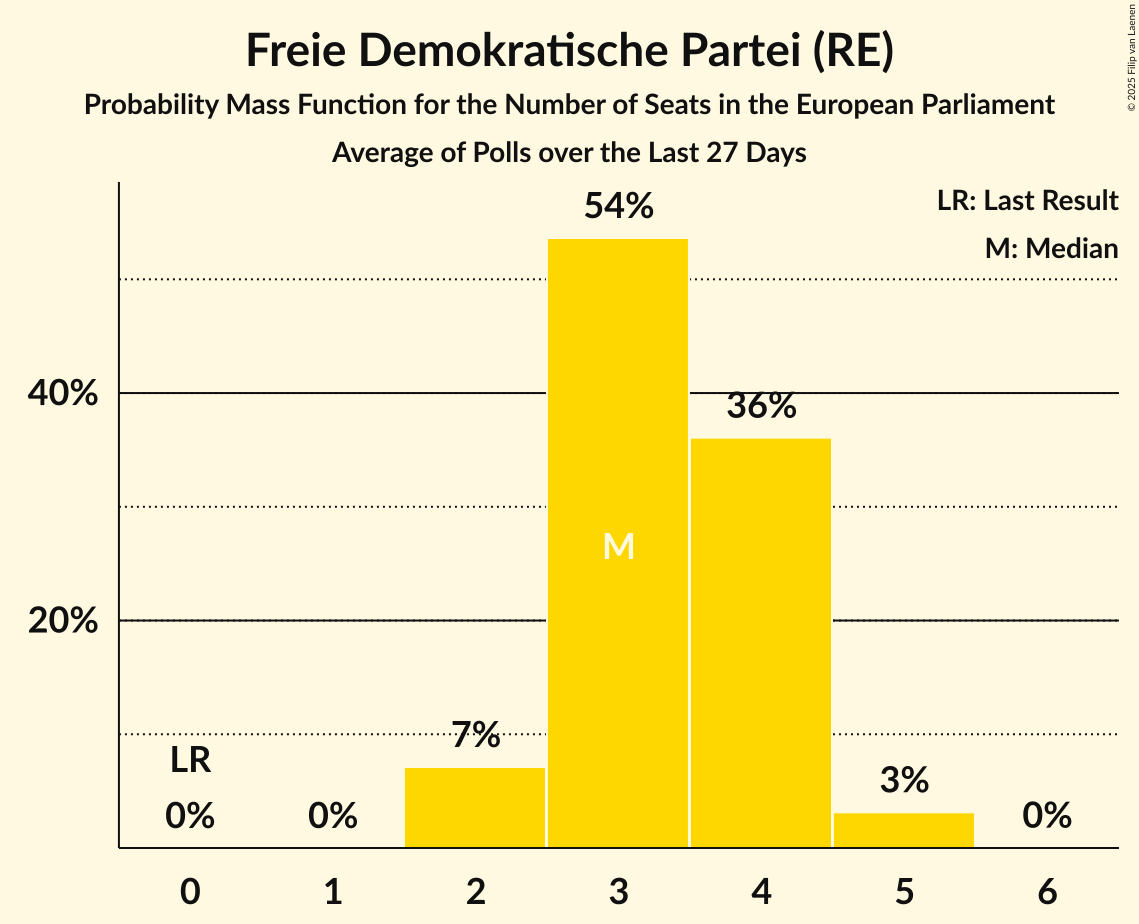 Freie Demokratische Partei (RE)
Probability Mass Function for the Number of Seats in the European Parliament
Average of Polls over the Last 27 Days
© 2025 Filip van Laenen
LR: Last Result
M: Median
54%
40%
36%
M
20%
7%
LR
3%
0%
0%
0%
0 1 2 3 4 5 6